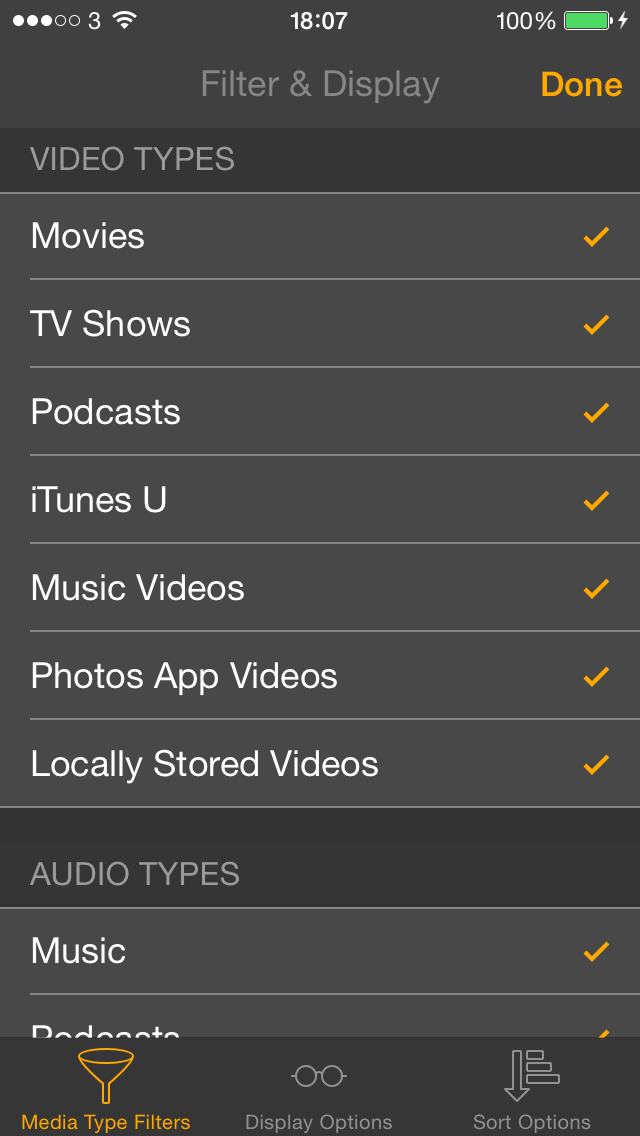 3 18:07 100%
Filter & Display Done
VIDEO TYPES
Movies
TV Shows
Podcasts
iTunes U
Music Videos
Photos App Videos
Locally Stored Videos
AUDIO TYPES
Music
Podcasts
Media Type Filters Display Options Sort Options